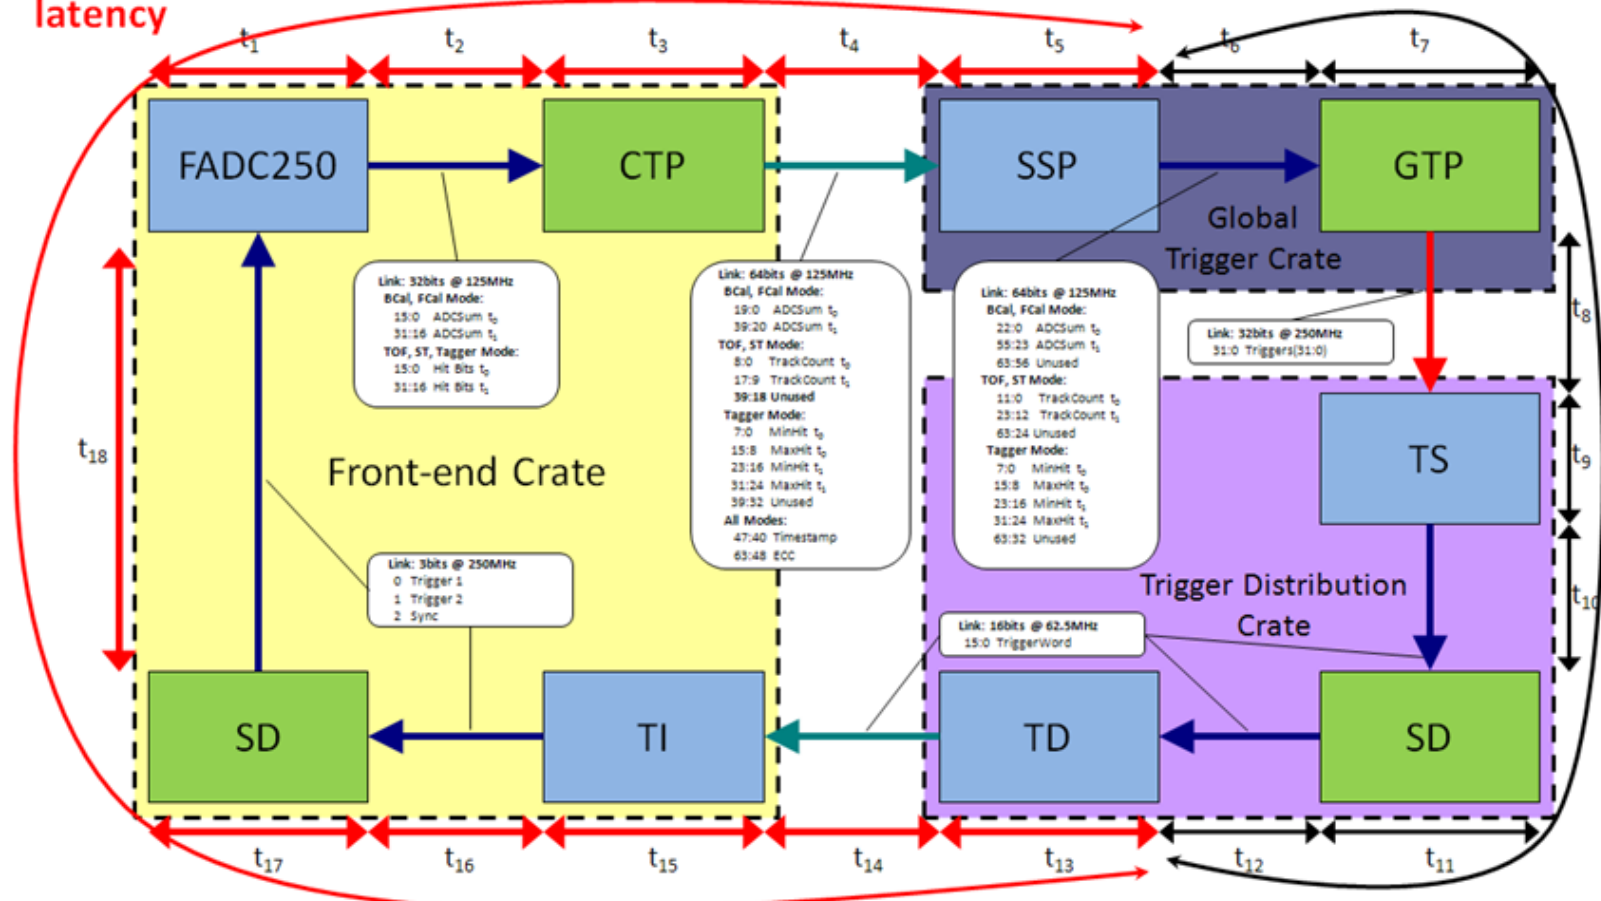 latency
t1 t2 t3 t4 t5 t6 t7
FADC250
CTP
SSP
GTP
Global
Trigger Crate
Link: 32bits @ 125MHz
BCal, FCal Mode:
15:0 ADCSum t0
31:16 ADCSum t1
TOF, ST, Tagger Mode:
15:0 Hit Bits t0
31:16 Hit Bits t1
Link: 64bits @ 125MHz
BCal, FCal Mode:
19:0 ADCSum t0
39:20 ADCSum t1
TOF, ST Mode:
8:0 TrackCount t0
17:9 TrackCount t1
39:18 Unused
Tagger Mode:
7:0 MinHit t0
15:8 MaxHit t0
23:16 MinHit t1
31:24 MaxHit t1
39:32 Unused
All Modes:
47:40 Timestamp
63:48 ECC
Link: 64bits @ 125MHz
BCal, FCal Mode:
22:0 ADCSum t0
55:23 ADCSum t1
63:56 Unused
TOF, ST Mode:
11:0 TrackCount t0
23:12 TrackCount t1
63:24 Unused
Tagger Mode:
7:0 MinHit t0
15:8 MaxHit t0
23:16 MinHit t1
31:24 MaxHit t1
63:32 Unused
Link: 32bits @ 250MHz
31:0 Triggers(31:0)
t8
t18
Front-end Crate
TS
t9
Link: 3bits @ 250MHz
0 Trigger 1
1 Trigger 2
2 Sync
Trigger Distribution
Crate
t10
Link: 16bits @ 62.5MHz
15:0 TriggerWord
SD
TI
TD
SD
t17 t16 t15 t14 t13 t12 t11